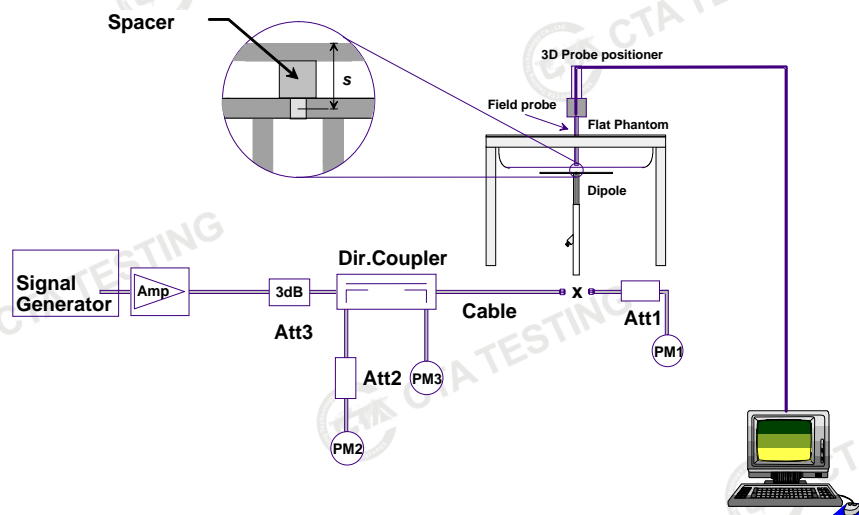 Spacer
s
3D Probe positioner
Field probe
Flat Phantom
Dipole
Dir.Coupler
Signal
Generator
Amp
3dB
Att3
Cable
x
Att1
PM1
Att2
PM3
PM2
CTA TESTING
CTA TESTING
CTA TESTING
CT